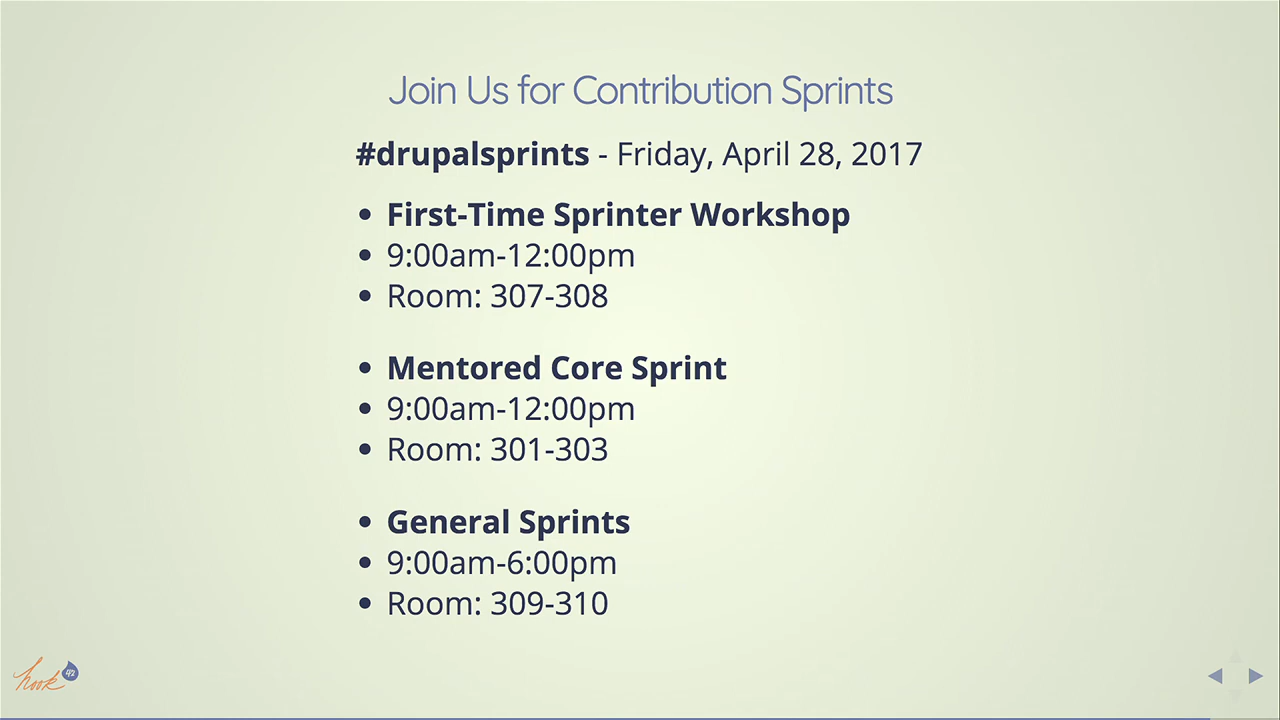 Join Us for Contribution Sprints
#drupalsprints - Friday, April 28, 2017
• First-Time Sprinter Workshop
• 9:00am-12:00pm
• Room: 307-308
• Mentored Core Sprint
• 9:00am-12:00pm
• Room: 301-303
• General Sprints
• 9:00am-6:00pm
• Room: 309-310
hook 42